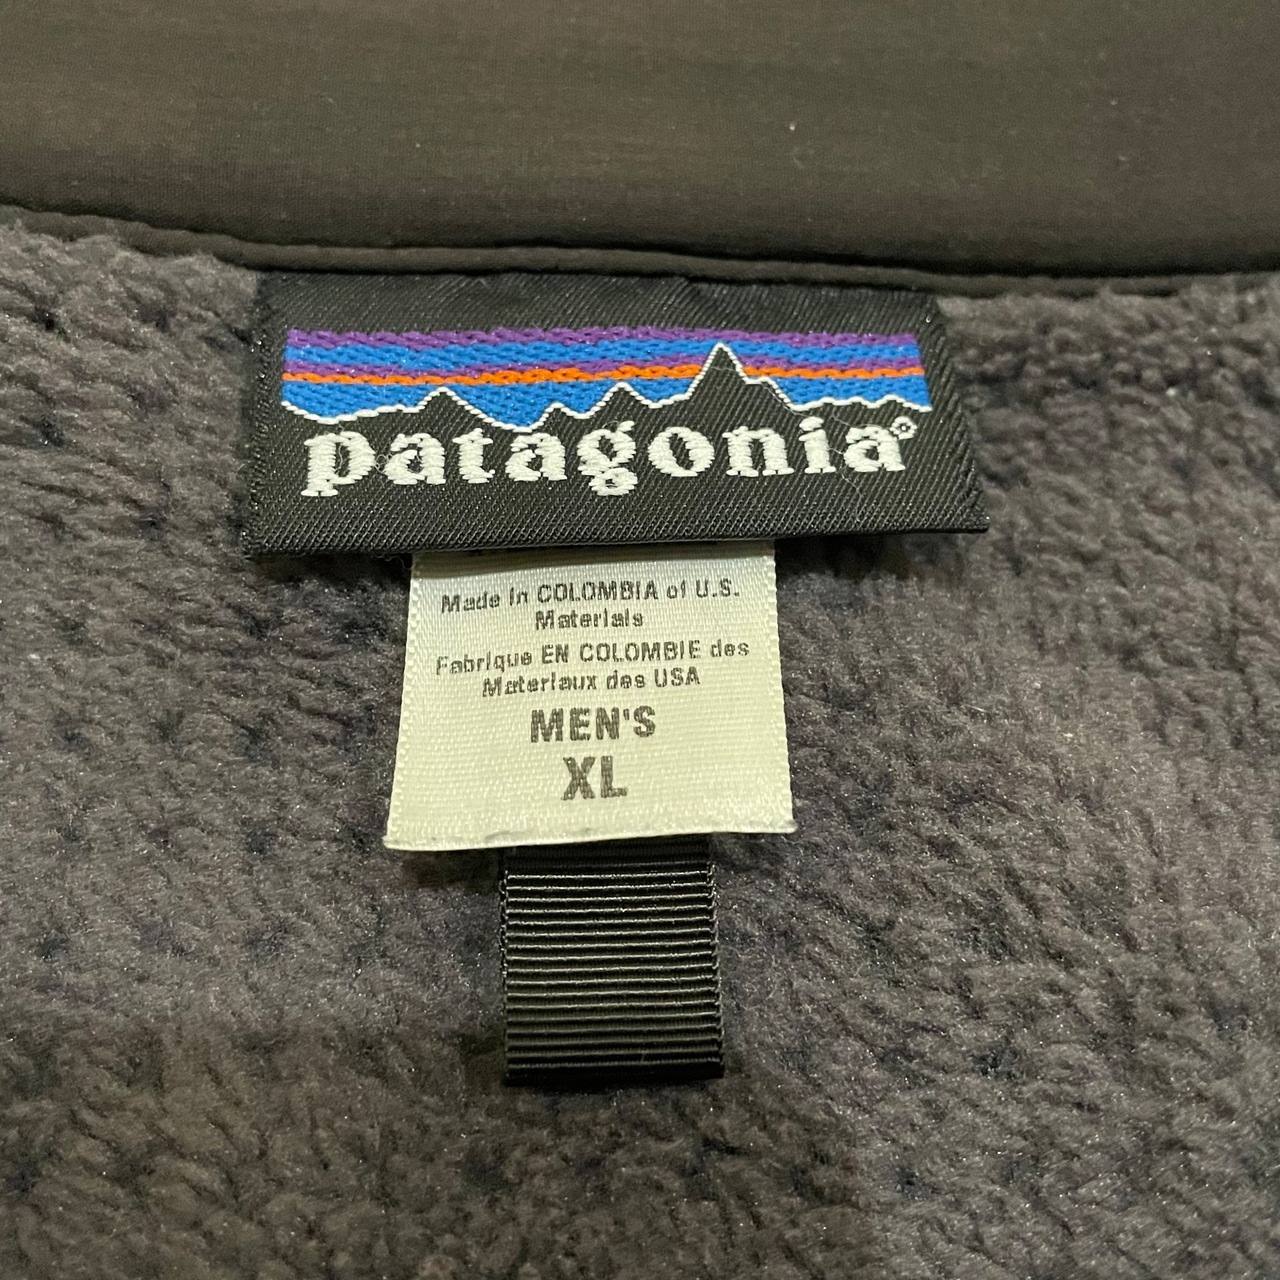 patagonia®
Made in COLOMBIA of U.S.
Materials
Fabrique EN COLOMBIE des
Materiaux des USA
MEN'S
XL